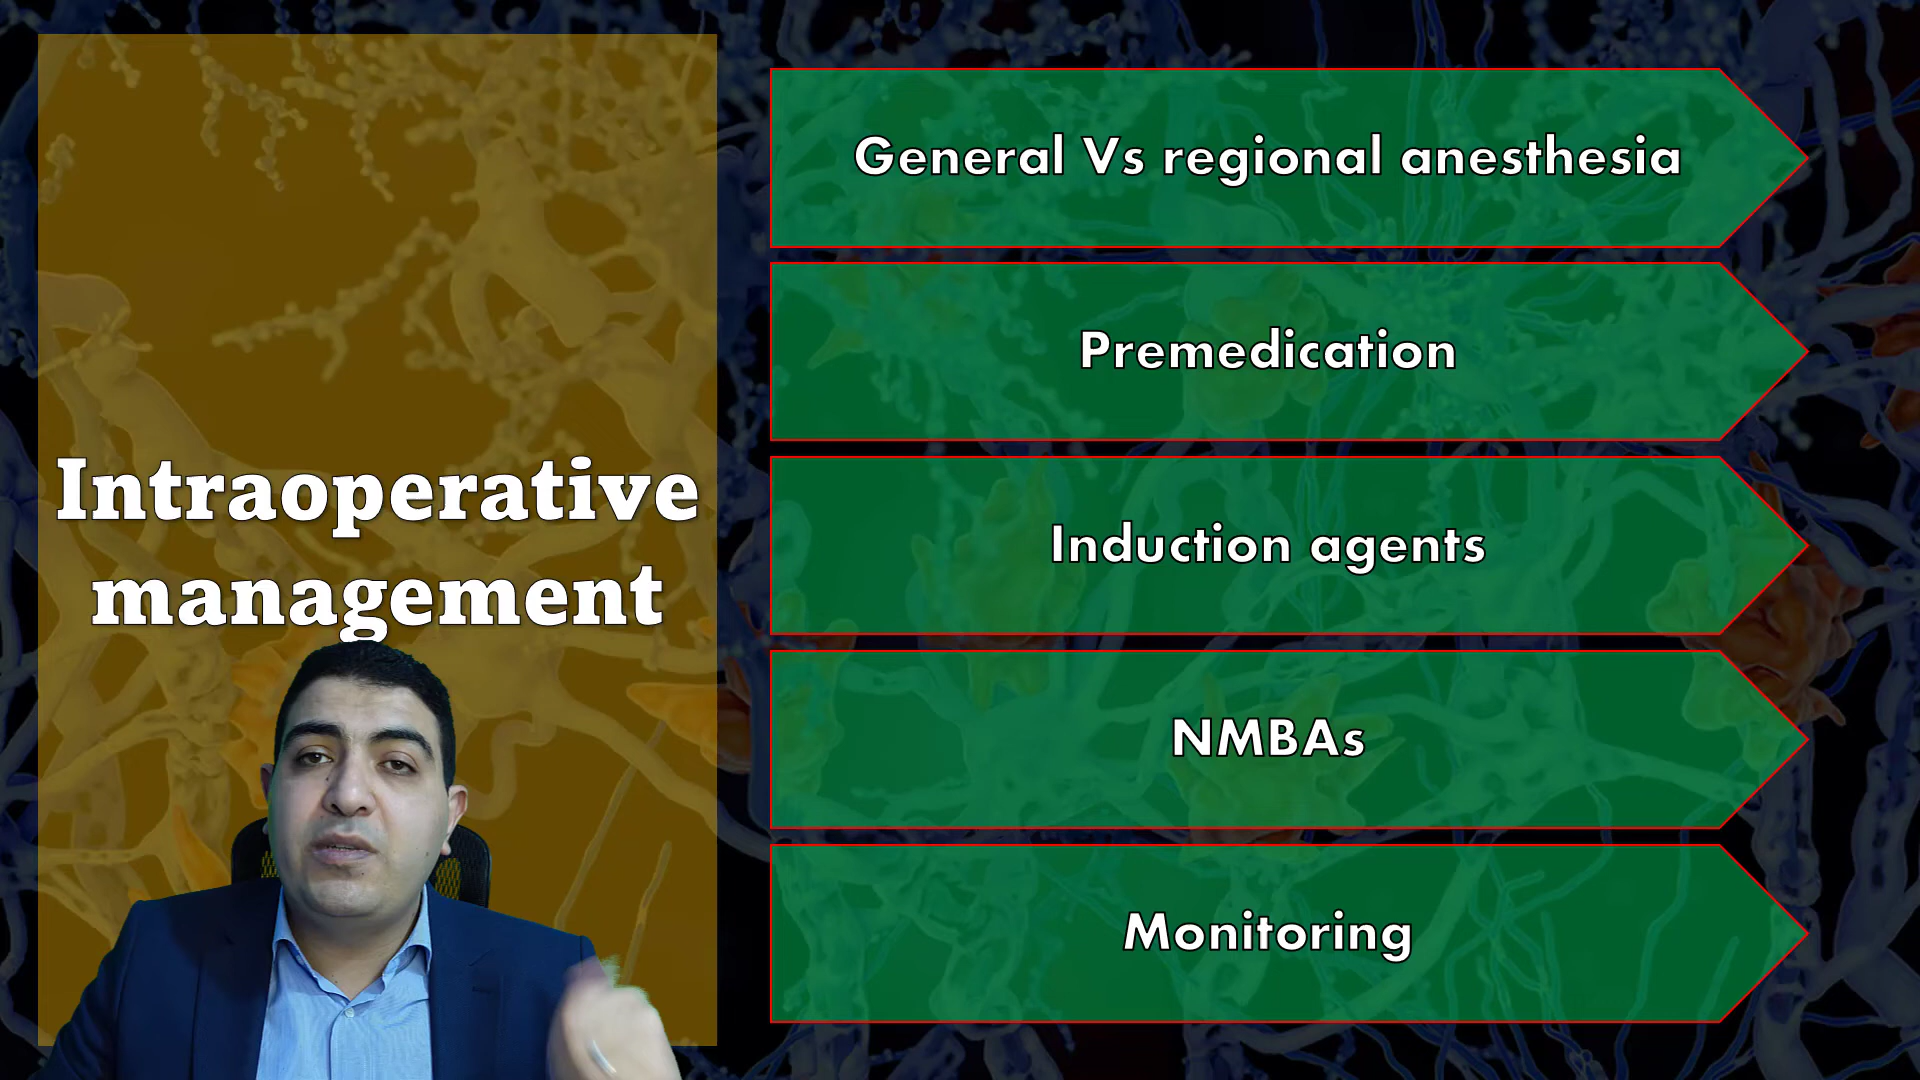 Intraoperative
management
General Vs regional anesthesia
Premedication
Induction agents
NMBAs
Monitoring